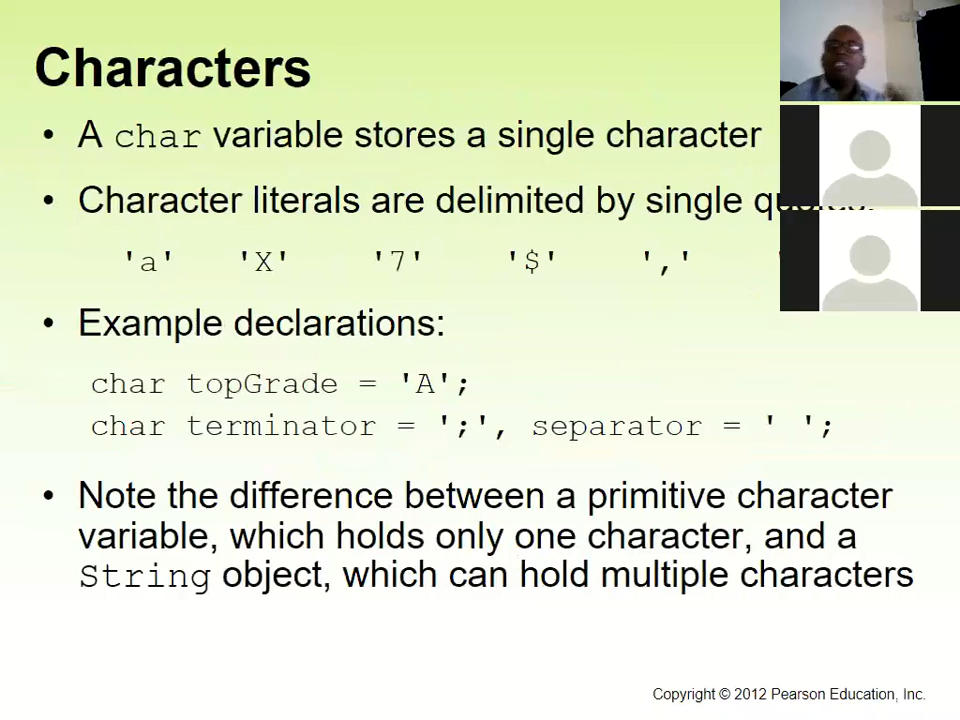 Characters
• A char variable stores a single character
• Character literals are delimited by single
'a' 'X' '7' '$' ','
• Example declarations:
char topGrade = 'A';
char terminator = ';', separator = ' ';
• Note the difference between a primitive character
variable, which holds only one character, and a
String object, which can hold multiple characters
Copyright © 2012 Pearson Education, Inc.